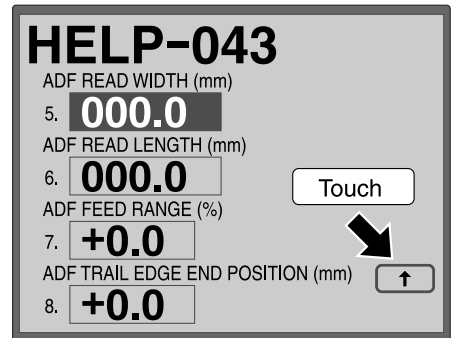 HELP-043
ADF READ WIDTH (mm)
5. 000.0
ADF READ LENGTH (mm)
6. 000.0
Touch
ADF FEED RANGE (%)
7. +0.0
ADF TRAIL EDGE END POSITION (mm)
↑
8. +0.0